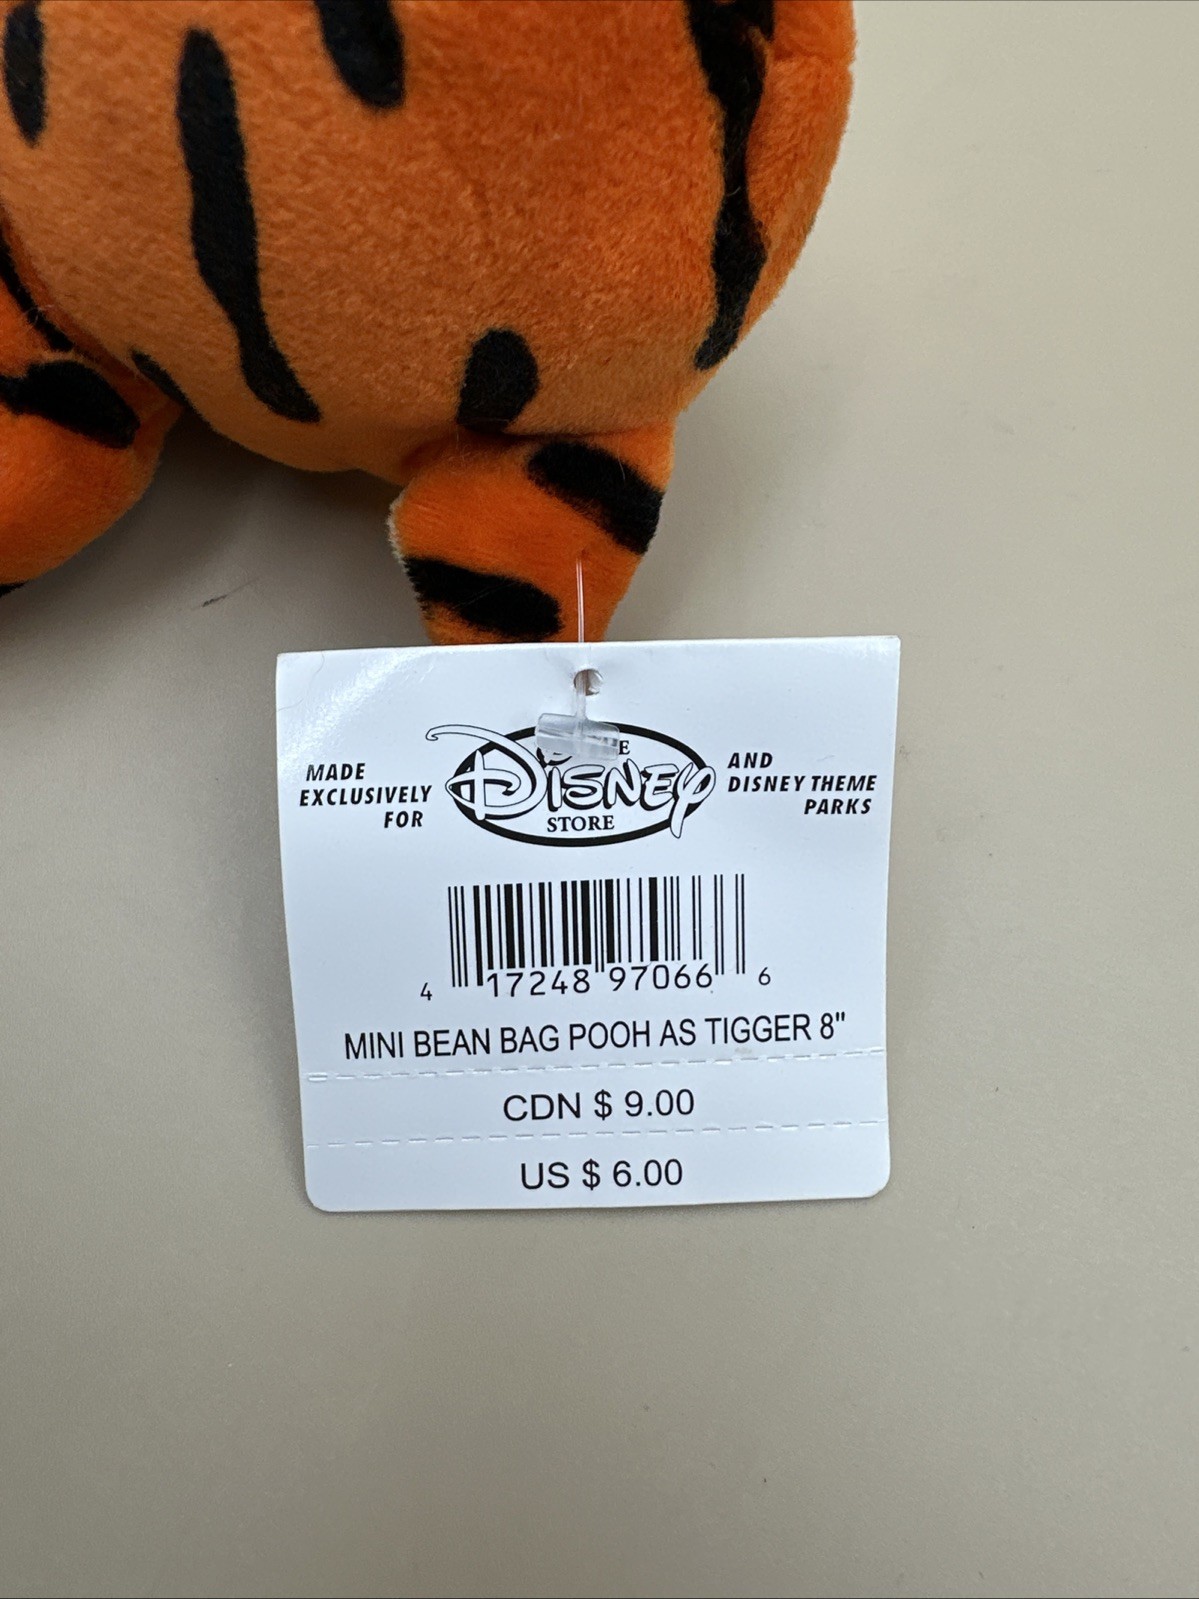 MADE
EXCLUSIVELY
FOR
DISNEY
STORE
AND
DISNEY THEME
PARKS
4 17248 97066 6
MINI BEAN BAG POOH AS TIGGER 8"
CDN $ 9.00
US $ 6.00